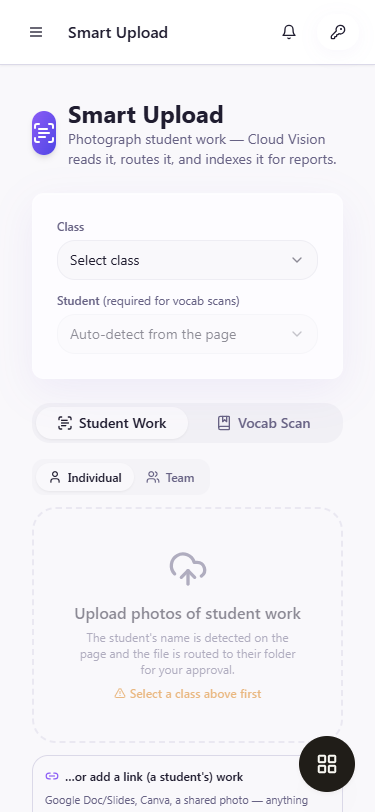 Smart Upload
Smart Upload
Photograph student work — Cloud Vision
reads it, routes it, and indexes it for reports.
Class
Select class
Student (required for vocab scans)
Auto-detect from the page
Student Work
Vocab Scan
Individual
Team
Upload photos of student work
The student's name is detected on the
page and the file is routed to their folder
for your approval.
Select a class above first
...or add a link (a student's) work
Google Doc/Slides, Canva, a shared photo — anything